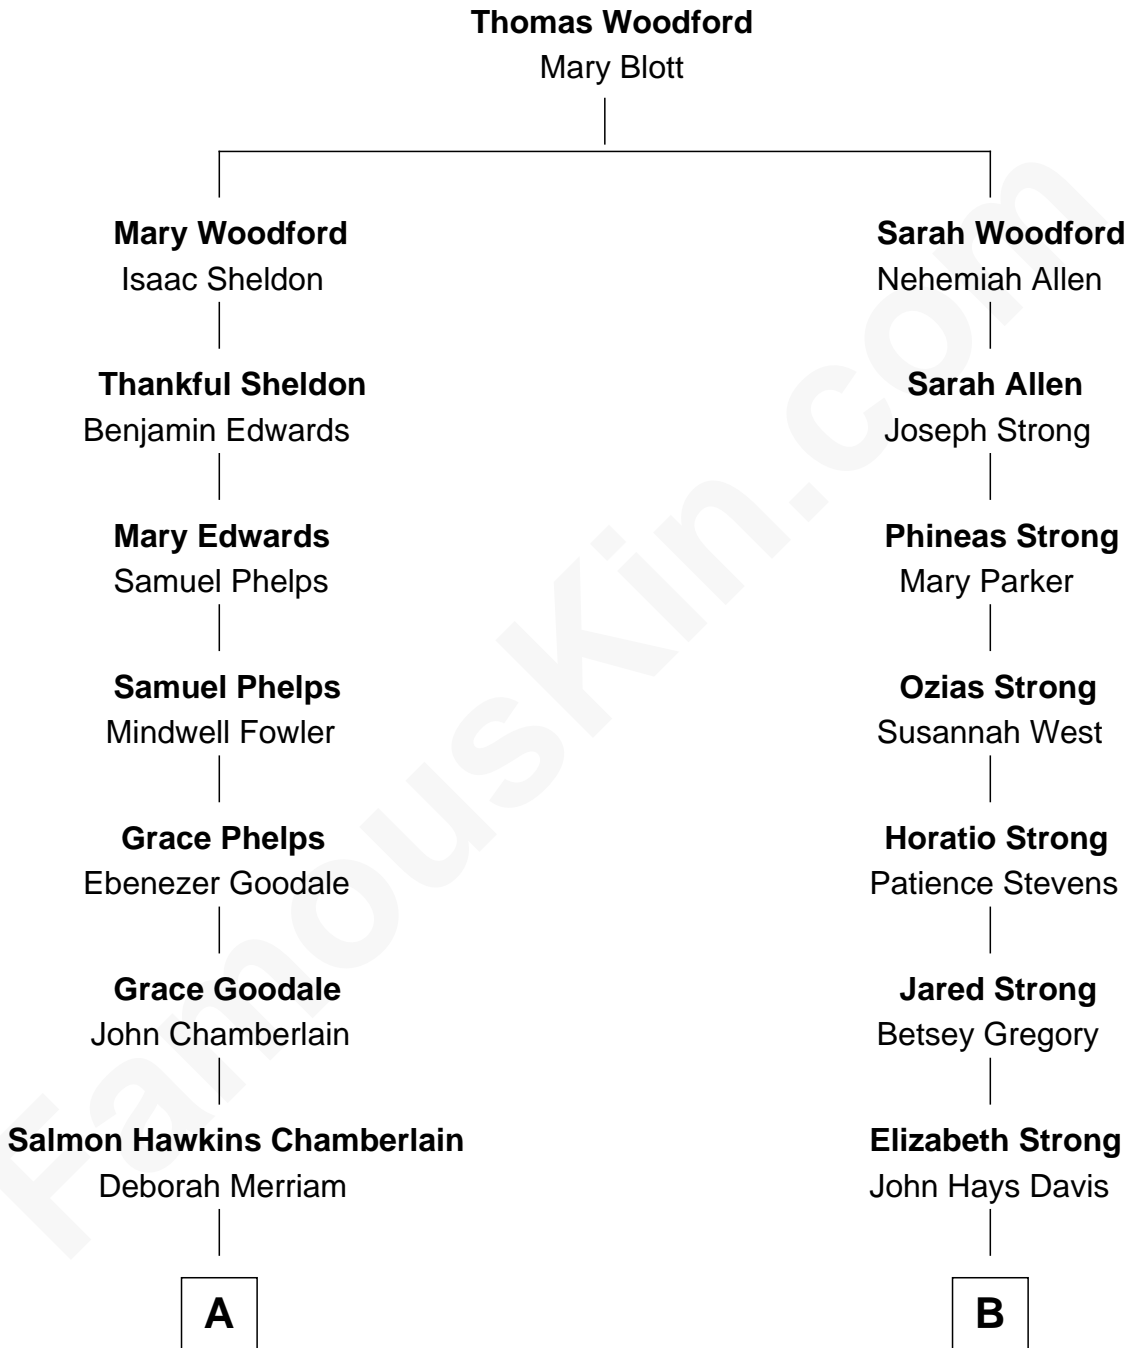 Thomas Woodford
Mary Blott
Mary Woodford
Isaac Sheldon
Sarah Woodford
Nehemiah Allen
Thankful Sheldon
Benjamin Edwards
Sarah Allen
Joseph Strong
Mary Edwards
Samuel Phelps
Phineas Strong
Mary Parker
Samuel Phelps
Mindwell Fowler
Ozias Strong
Susannah West
Grace Phelps
Ebenezer Goodale
Horatio Strong
Patience Stevens
Grace Goodale
John Chamberlain
Jared Strong
Betsey Gregory
Salmon Hawkins Chamberlain
Deborah Merriam
Elizabeth Strong
John Hays Davis
A
B
FamousKin.com